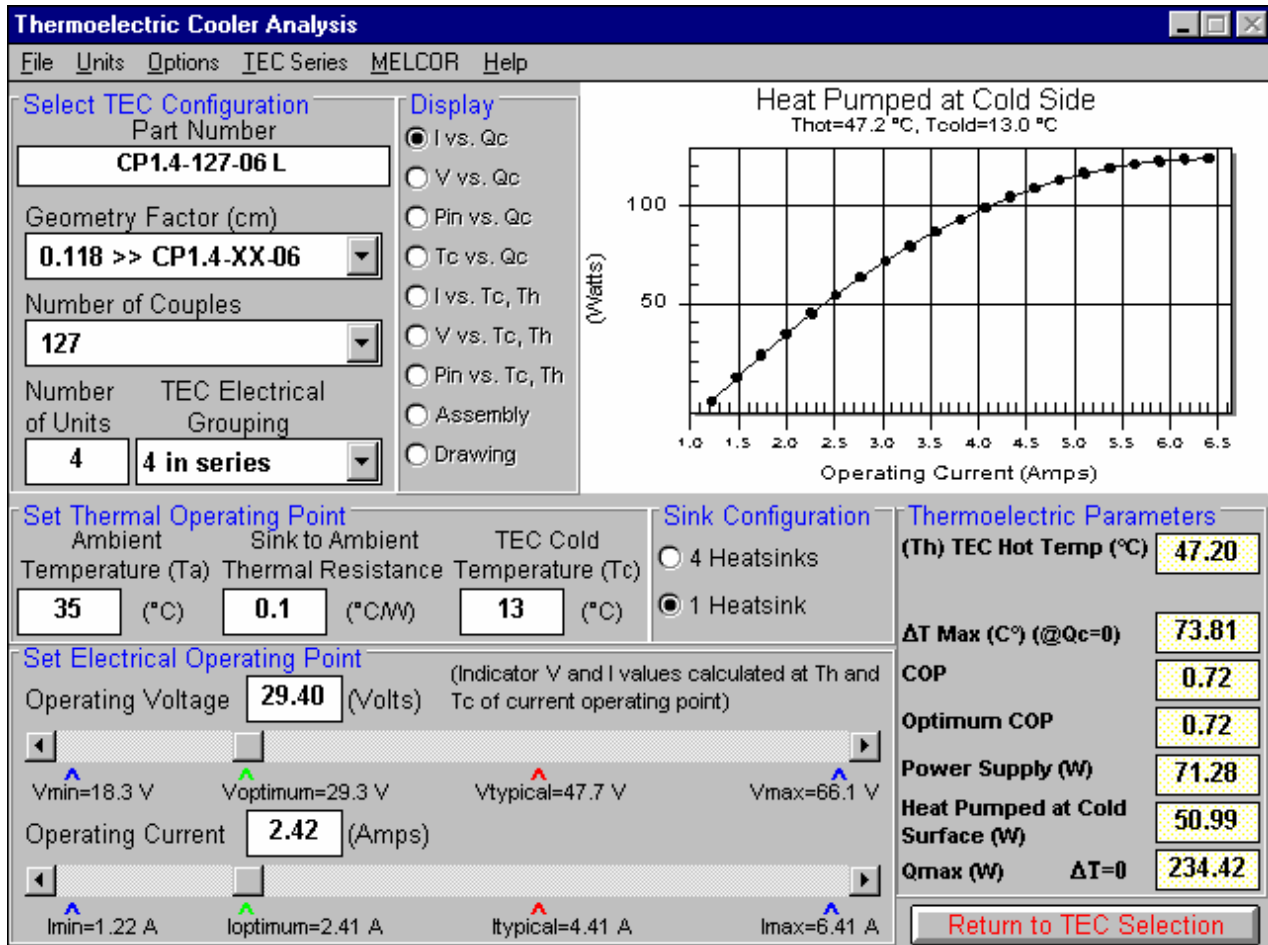 Thermoelectric Cooler Analysis
File Units Options TEC Series MELCOR Help
Select TEC Configuration
Part Number
CP1.4-127-06 L
Geometry Factor (cm)
0.118 >> CP1.4-XX-06
Number of Couples
127
Number of Units
4
TEC Electrical Grouping
4 in series
Display
I vs. Qc
V vs. Qc
Pin vs. Qc
Tc vs. Qc
I vs. Tc, Th
V vs. Tc, Th
Pin vs. Tc, Th
Assembly
Drawing
Heat Pumped at Cold Side
Thot=47.2 °C, Tcold=13.0 °C
(Watts)
100
50
1.0 1.5 2.0 2.5 3.0 3.5 4.0 4.5 5.0 5.5 6.0 6.5
Operating Current (Amps)
Set Thermal Operating Point
Ambient
Temperature (Ta)
35 (°C)
Sink to Ambient
Thermal Resistance
0.1 (°C/W)
TEC Cold
Temperature (Tc)
13 (°C)
Sink Configuration
4 Heatsinks
1 Heatsink
Set Electrical Operating Point
Operating Voltage 29.40 (Volts)
(Indicator V and I values calculated at Th and
Tc of current operating point)
Vmin=18.3 V Voptimum=29.3 V Vtypical=47.7 V Vmax=66.1 V
Operating Current 2.42 (Amps)
Imin=1.22 A Ioptimum=2.41 A Itypical=4.41 A Imax=6.41 A
Thermoelectric Parameters
(Th) TEC Hot Temp (°C) 47.20
ΔT Max (C°) (@Qc=0) 73.81
COP 0.72
Optimum COP 0.72
Power Supply (W) 71.28
Heat Pumped at Cold
Surface (W) 50.99
Qmax (W) ΔT=0 234.42
Return to TEC Selection